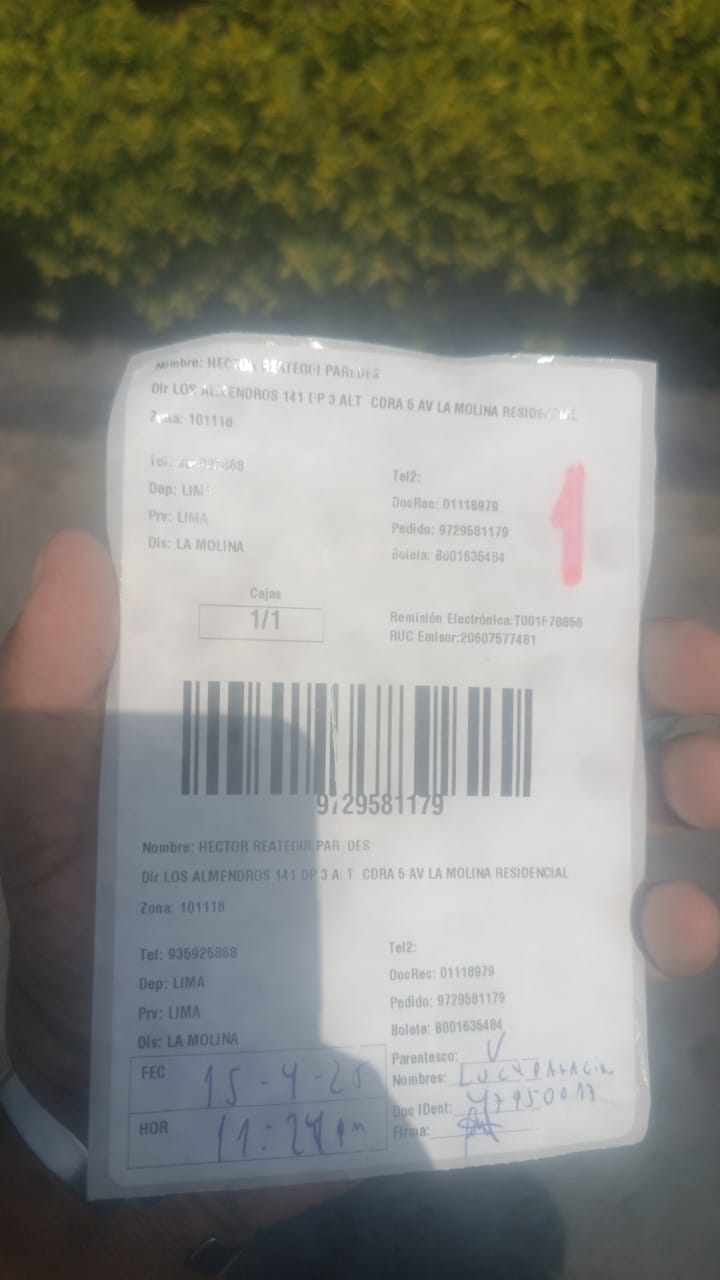 Nombre: HECTOR REATEGUI PAREDES
Dir LOS ALMENDROS 141 DP 3 ALT CDRA 5 AV LA MOLINA RESIDENCIAL
Zona: 101118
Tel: 935925868 Tel2:
Dep: LIMA DocRec: 01118979
Prv: LIMA Pedido: 9729581179
Dis: LA MOLINA Boleta: B001635484
1
Cajas
1/1
Remisión Electrónica:
RUC Emisor:20607577481
9729581179
Nombre: HECTOR REATEGUI PAREDES
Dir LOS ALMENDROS 141 DP 3 ALT CDRA 5 AV LA MOLINA RESIDENCIAL
Zona: 101118
Tel: 935925868 Tel2:
Dep: LIMA DocRec: 01118979
Prv: LIMA Pedido: 9729581179
Dis: LA MOLINA Boleta: B001635484
Parentesco:
FEC 15-4-25 Nombres: LUCY
Doc IDent: 47950017
HOR Firma: